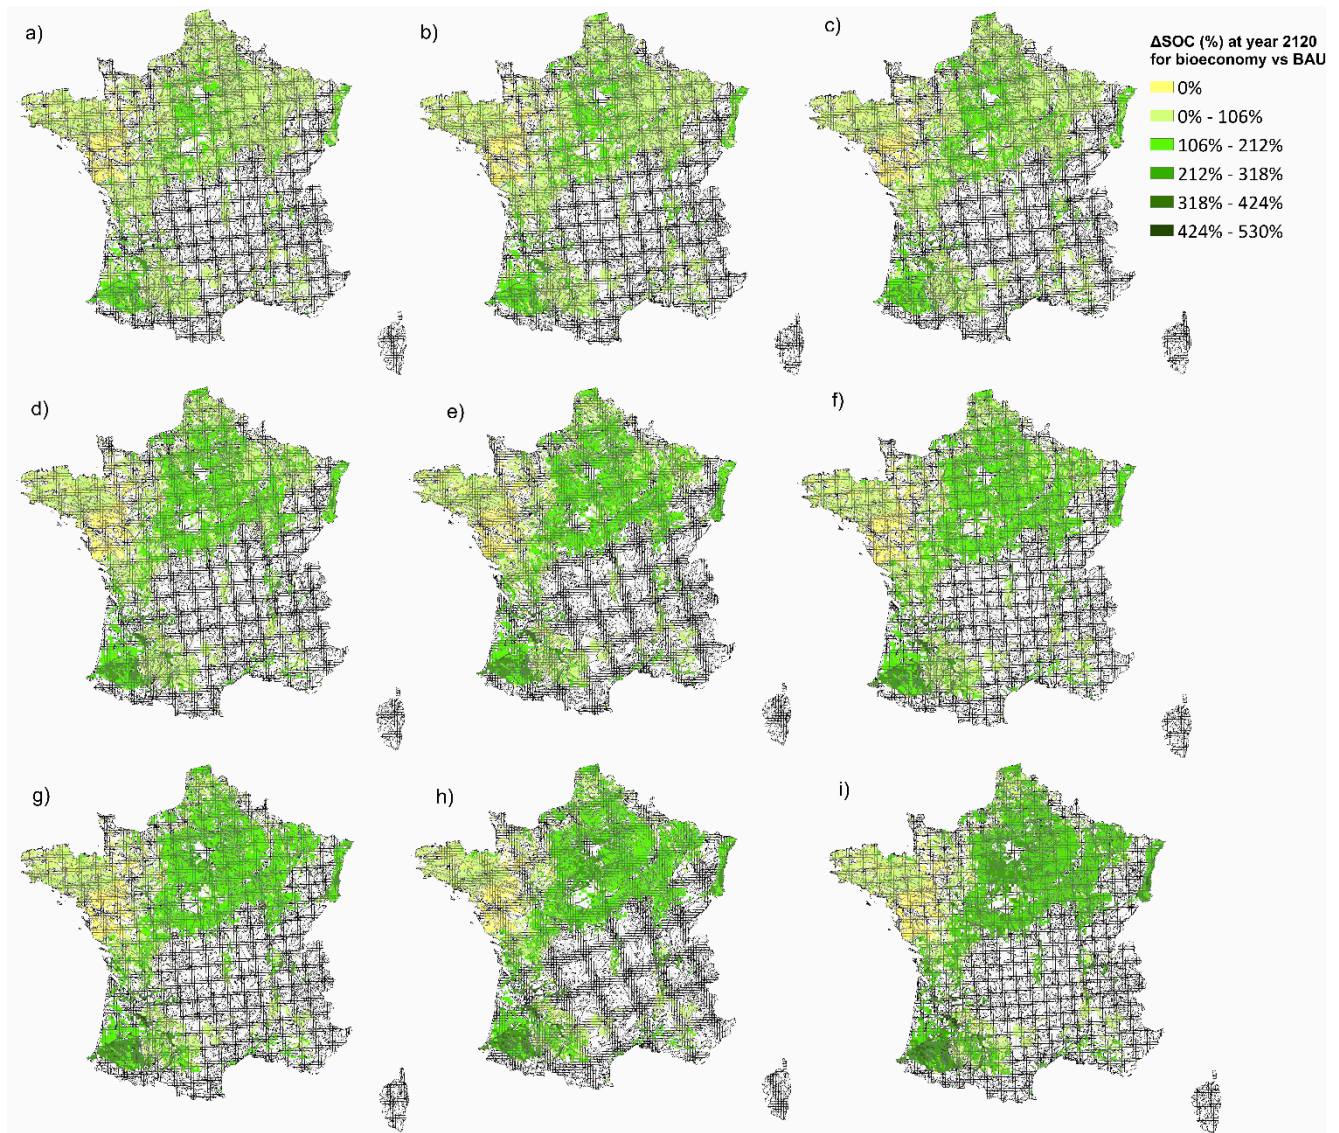 a)
b)
c)
ΔSOC (%) at year 2120
for bioeconomy vs BAU
0%
0% - 106%
106% - 212%
212% - 318%
318% - 424%
424% - 530%
d)
e)
f)
g)
h)
i)